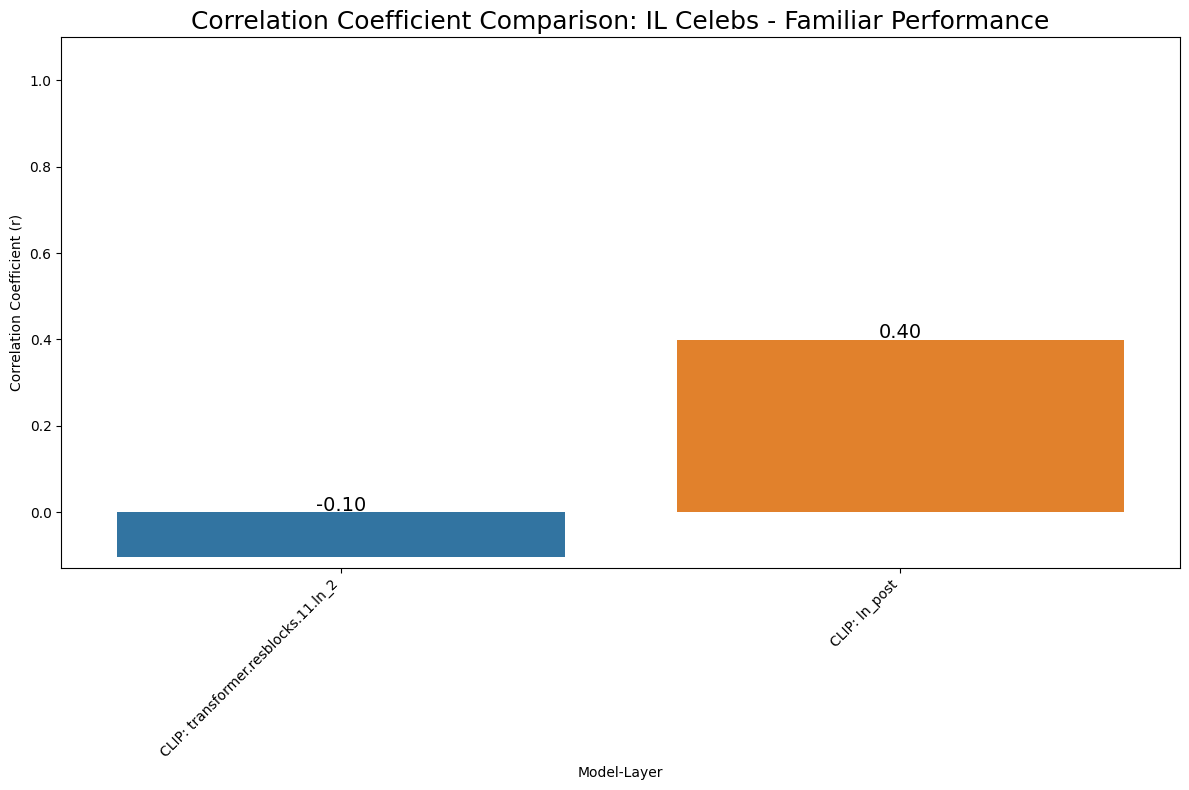 Correlation Coefficient Comparison: IL Celebs - Familiar Performance
Correlation Coefficient (r)
1.0
0.8
0.6
0.4
0.2
0.0
-0.10
0.40
CLIP: transformer.resblocks.11.ln_2
CLIP: ln_post
Model-Layer